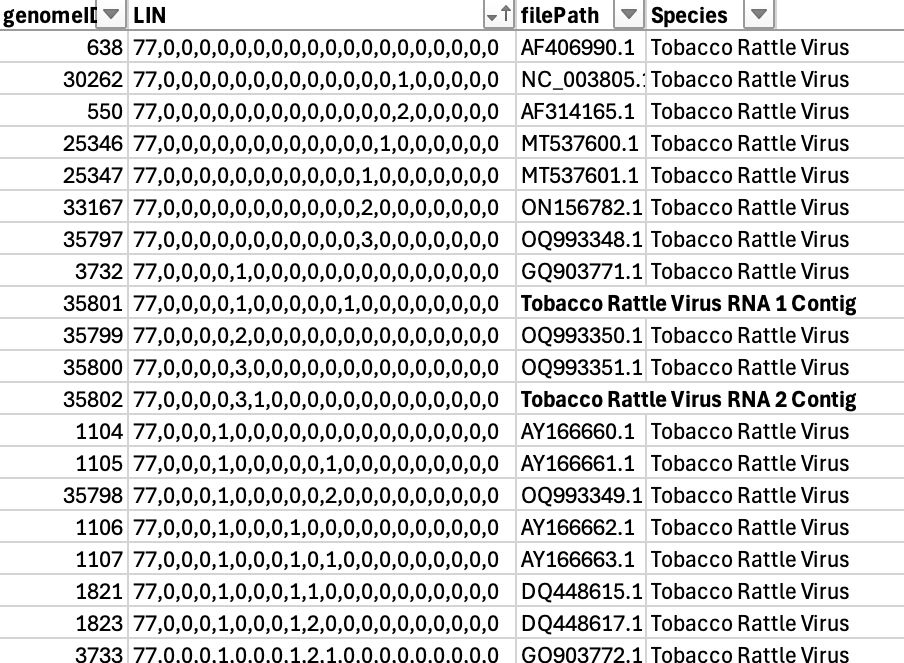 genomeID LIN filePath Species
638 77,0,0,0,0,0,0,0,0,0,0,0,0,0,0,0,0,0,0,0 AF406990.1 Tobacco Rattle Virus
30262 77,0,0,0,0,0,0,0,0,0,0,0,0,0,1,0,0,0,0,0 NC_003805.1 Tobacco Rattle Virus
550 77,0,0,0,0,0,0,0,0,0,0,0,0,0,2,0,0,0,0,0 AF314165.1 Tobacco Rattle Virus
25346 77,0,0,0,0,0,0,0,0,0,0,0,0,1,0,0,0,0,0,0 MT537600.1 Tobacco Rattle Virus
25347 77,0,0,0,0,0,0,0,0,0,0,0,1,0,0,0,0,0,0,0 MT537601.1 Tobacco Rattle Virus
33167 77,0,0,0,0,0,0,0,0,0,0,0,2,0,0,0,0,0,0,0 ON156782.1 Tobacco Rattle Virus
35797 77,0,0,0,0,0,0,0,0,0,0,0,3,0,0,0,0,0,0,0 OQ993348.1 Tobacco Rattle Virus
3732 77,0,0,0,0,1,0,0,0,0,0,0,0,0,0,0,0,0,0,0 GQ903771.1 Tobacco Rattle Virus
35801 77,0,0,0,0,1,0,0,0,0,0,1,0,0,0,0,0,0,0,0 Tobacco Rattle Virus RNA 1 Contig
35799 77,0,0,0,0,2,0,0,0,0,0,0,0,0,0,0,0,0,0,0 OQ993350.1 Tobacco Rattle Virus
35800 77,0,0,0,0,3,0,0,0,0,0,0,0,0,0,0,0,0,0,0 OQ993351.1 Tobacco Rattle Virus
35802 77,0,0,0,0,3,1,0,0,0,0,0,0,0,0,0,0,0,0,0 Tobacco Rattle Virus RNA 2 Contig
1104 77,0,0,0,1,0,0,0,0,0,0,0,0,0,0,0,0,0,0,0 AY166660.1 Tobacco Rattle Virus
1105 77,0,0,0,1,0,0,0,0,0,1,0,0,0,0,0,0,0,0,0 AY166661.1 Tobacco Rattle Virus
35798 77,0,0,0,1,0,0,0,0,0,2,0,0,0,0,0,0,0,0,0 OQ993349.1 Tobacco Rattle Virus
1106 77,0,0,0,1,0,0,0,1,0,0,0,0,0,0,0,0,0,0,0 AY166662.1 Tobacco Rattle Virus
1107 77,0,0,0,1,0,0,0,1,0,1,0,0,0,0,0,0,0,0,0 AY166663.1 Tobacco Rattle Virus
1821 77,0,0,0,1,0,0,0,1,1,0,0,0,0,0,0,0,0,0,0 DQ448615.1 Tobacco Rattle Virus
1823 77,0,0,0,1,0,0,0,1,2,0,0,0,0,0,0,0,0,0,0 DQ448617.1 Tobacco Rattle Virus
3733 77,0,0,0,1,0,0,0,1,2,1,0,0,0,0,0,0,0,0,0 GQ903772.1 Tobacco Rattle Virus